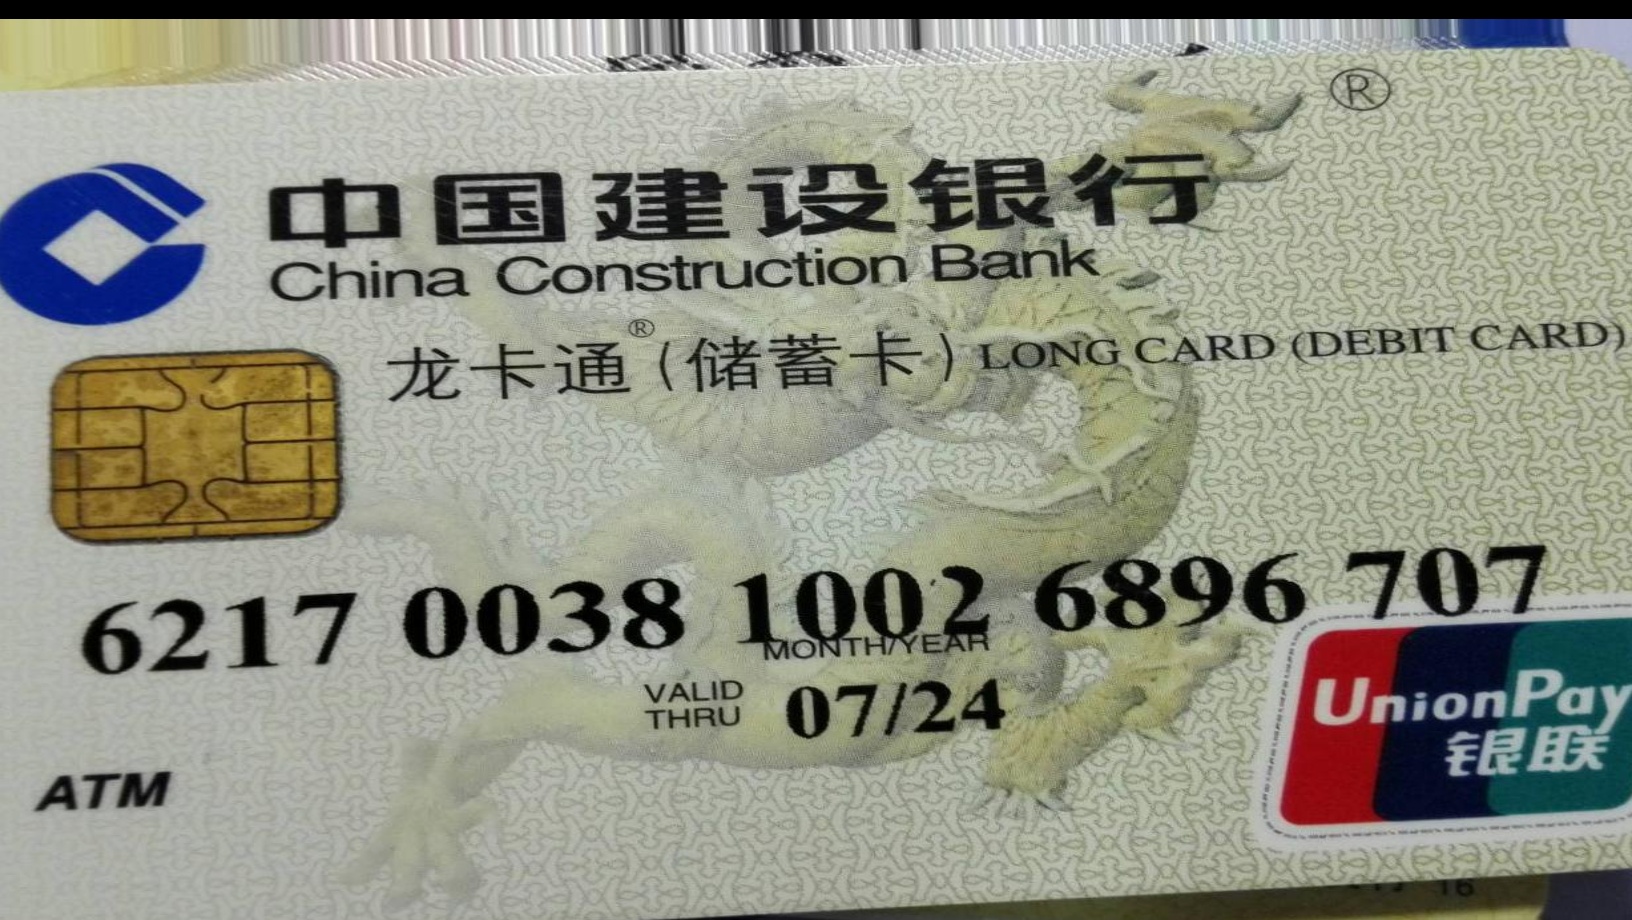 ®
中国建设银行
China Construction Bank
龙卡通®(储蓄卡) LONG CARD (DEBIT CARD)
6217 0038 1002 6896 707
MONTH/YEAR
VALID THRU 07/24
ATM
UnionPay
银联
16